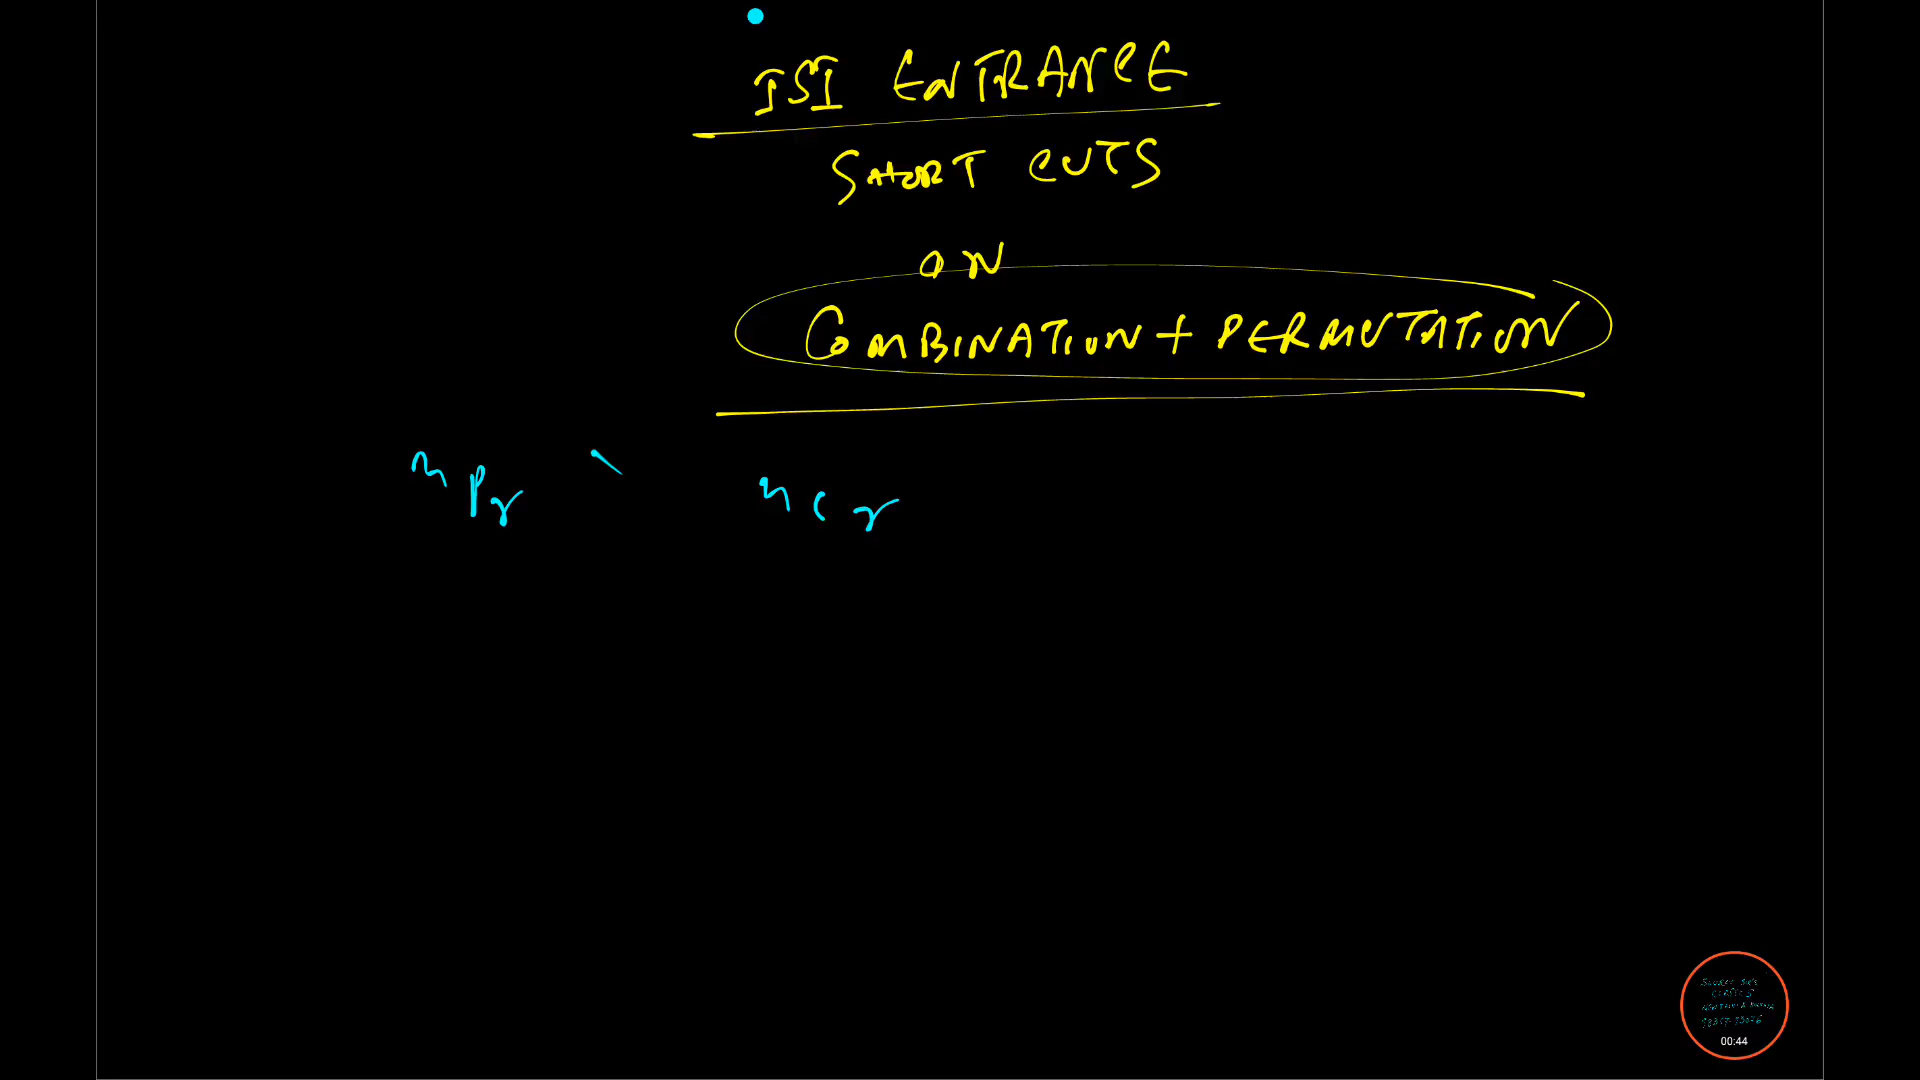 ISI ENTRANCE
SHORT CUTS
ON
COMBINATION + PERMUTATION
nPr , nCr
00:44